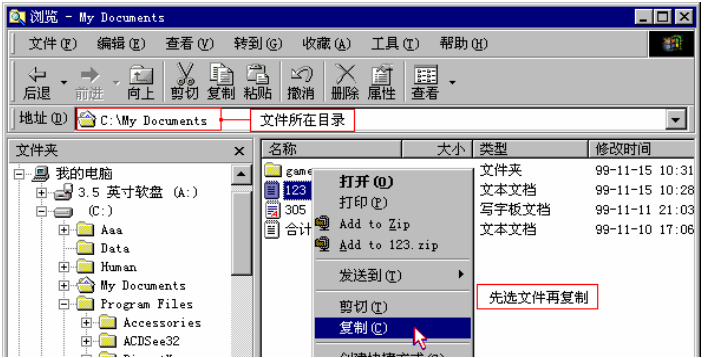 浏览 - My Documents
文件(F) 编辑(E) 查看(V) 转到(G) 收藏(A) 工具(T) 帮助(H)
后退 前进 向上 剪切 复制 粘贴 撤消 删除 属性 查看
地址(D) C:\My Documents 文件所在目录
文件夹 x
我的电脑
3.5 英寸软盘 (A:)
(C:)
Aaa
Data
Human
My Documents
Program Files
Accessories
ACDSee32
名称 大小 类型 修改时间
game 文件夹 99-11-15 10:31
123 文本文档 99-11-15 10:28
305 写字板文档 99-11-11 21:03
合计 文本文档 99-11-10 17:06
打开(O)
打印(P)
Add to Zip
Add to 123.zip
发送到(T)
剪切(T)
复制(C)
先选文件再复制